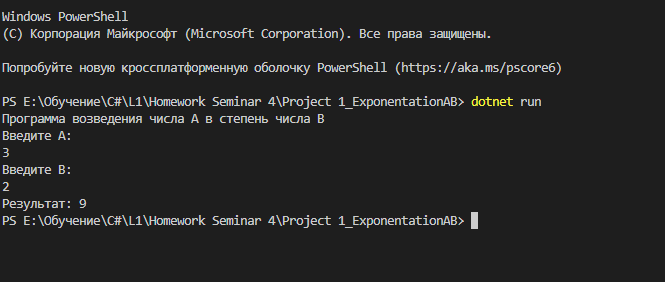 Windows PowerShell
(C) Корпорация Майкрософт (Microsoft Corporation). Все права защищены.
Попробуйте новую кроссплатформенную оболочку PowerShell (https://aka.ms/pscore6)
PS E:\Обучение\C#\L1\Homework Seminar 4\Project 1_ExponentationAB> dotnet run
Программа возведения числа A в степень числа B
Введите A:
3
Введите B:
2
Результат: 9
PS E:\Обучение\C#\L1\Homework Seminar 4\Project 1_ExponentationAB>